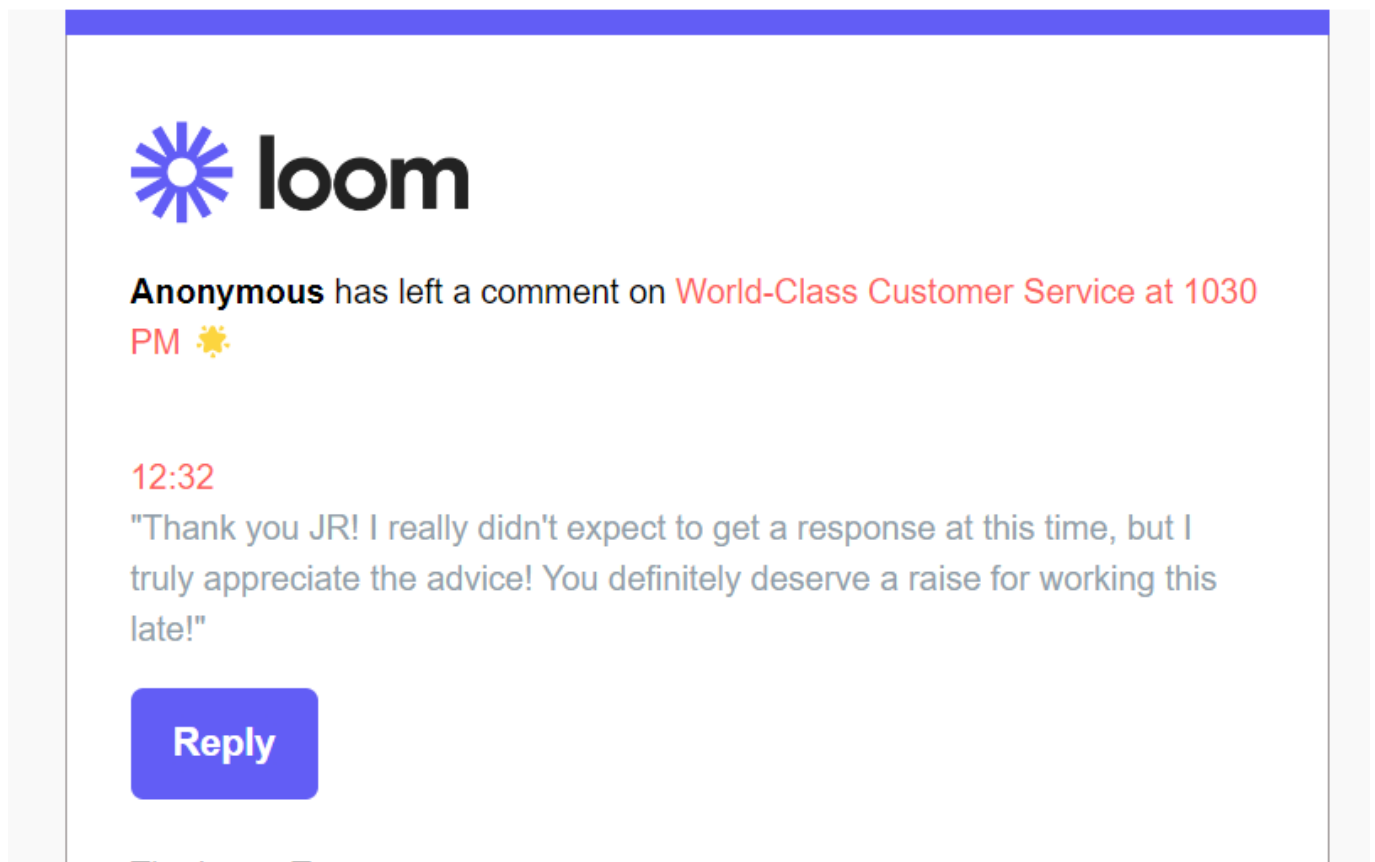 loom
Anonymous has left a comment on World-Class Customer Service at 1030
PM 🌟
12:32
"Thank you JR! I really didn't expect to get a response at this time, but I
truly appreciate the advice! You definitely deserve a raise for working this
late!"
Reply